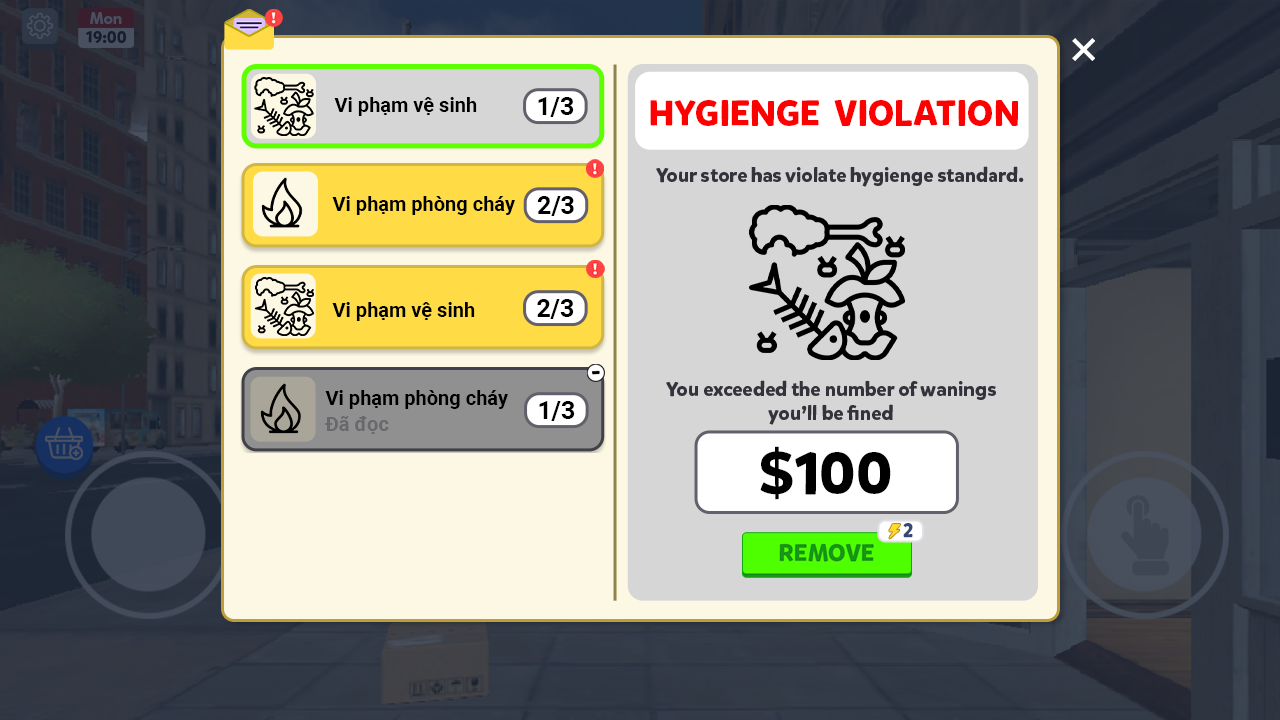 Mon
19:00
!
Vi phạm vệ sinh
1/3
!
Vi phạm phòng cháy
2/3
!
Vi phạm vệ sinh
2/3
Vi phạm phòng cháy
Đã đọc
1/3
HYGIENGE VIOLATION
Your store has violate hygienge standard.
You exceeded the number of wanings
you'll be fined
$100
2
REMOVE